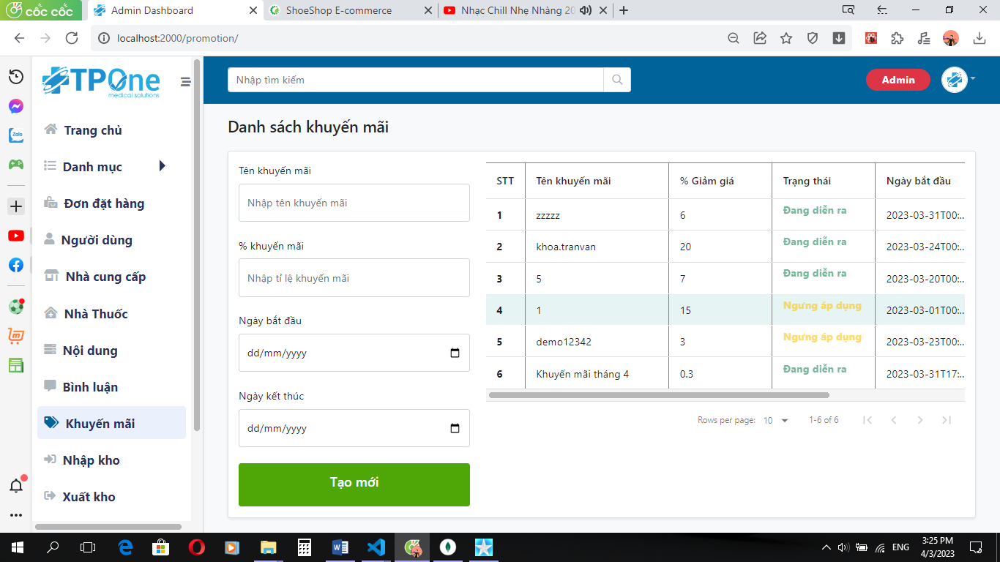 cốc cốc
Admin Dashboard
ShoeShop E-commerce
Nhạc Chill Nhẹ Nhàng 20
localhost:2000/promotion/
Zalo
TPOne
medical solutions
Trang chủ
Danh mục
Đơn đặt hàng
Người dùng
Nhà cung cấp
Nhà Thuốc
Nội dung
Bình luận
Khuyến mãi
Nhập kho
Xuất kho
Nhập tìm kiếm
Admin
Danh sách khuyến mãi
Tên khuyến mãi
Nhập tên khuyến mãi
% khuyến mãi
Nhập tỉ lệ khuyến mãi
Ngày bắt đầu
dd/mm/yyyy
Ngày kết thúc
dd/mm/yyyy
Tạo mới
STT Tên khuyến mãi % Giảm giá Trạng thái Ngày bắt đầu
1 zzzzz 6 Đang diễn ra 2023-03-31T00:..
2 khoa.tranvan 20 Đang diễn ra 2023-03-24T00:..
3 5 7 Đang diễn ra 2023-03-20T00:..
4 1 15 Ngưng áp dụng 2023-03-01T00:..
5 demo12342 3 Ngưng áp dụng 2023-03-23T00:..
6 Khuyến mãi tháng 4 0.3 Đang diễn ra 2023-03-31T17:..
Rows per page: 10 1-6 of 6
ENG
3:25 PM
4/3/2023